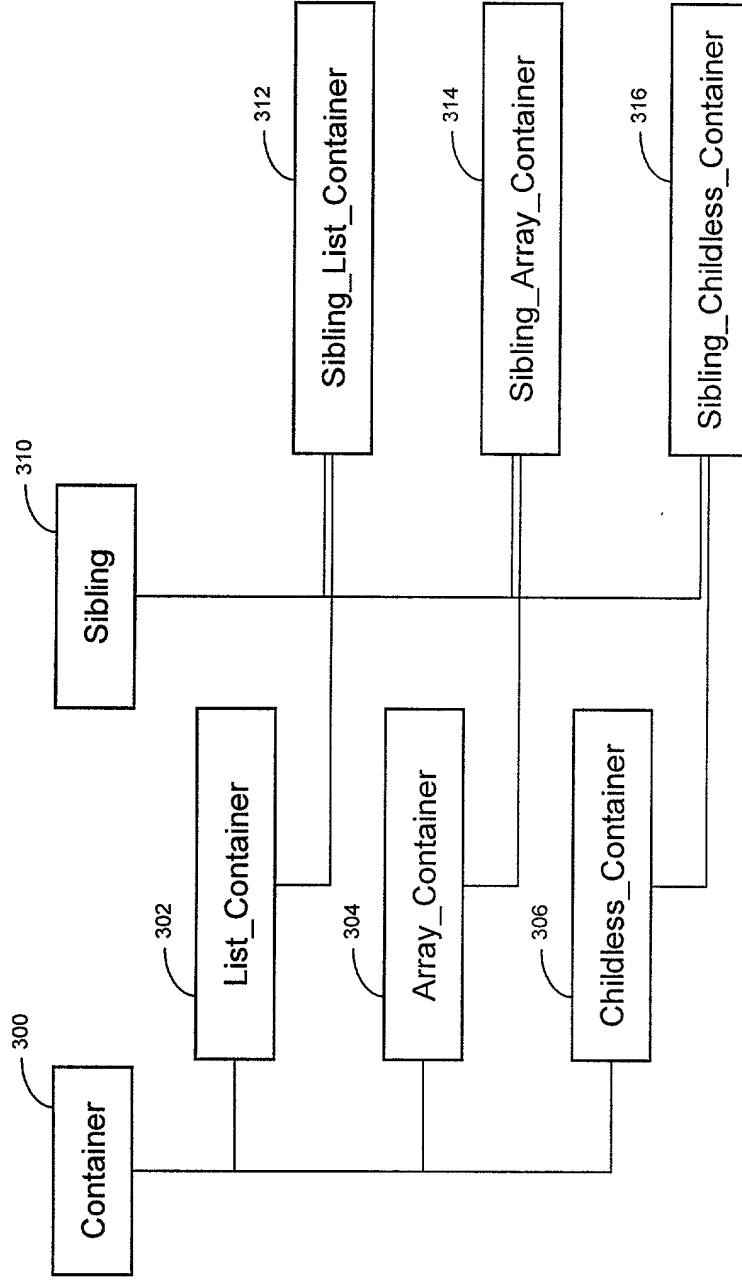 300
Container
302
List_Container
304
Array_Container
306
Childless_Container
310
Sibling
312
Sibling_List_Container
314
Sibling_Array_Container
316
Sibling_Childless_Container